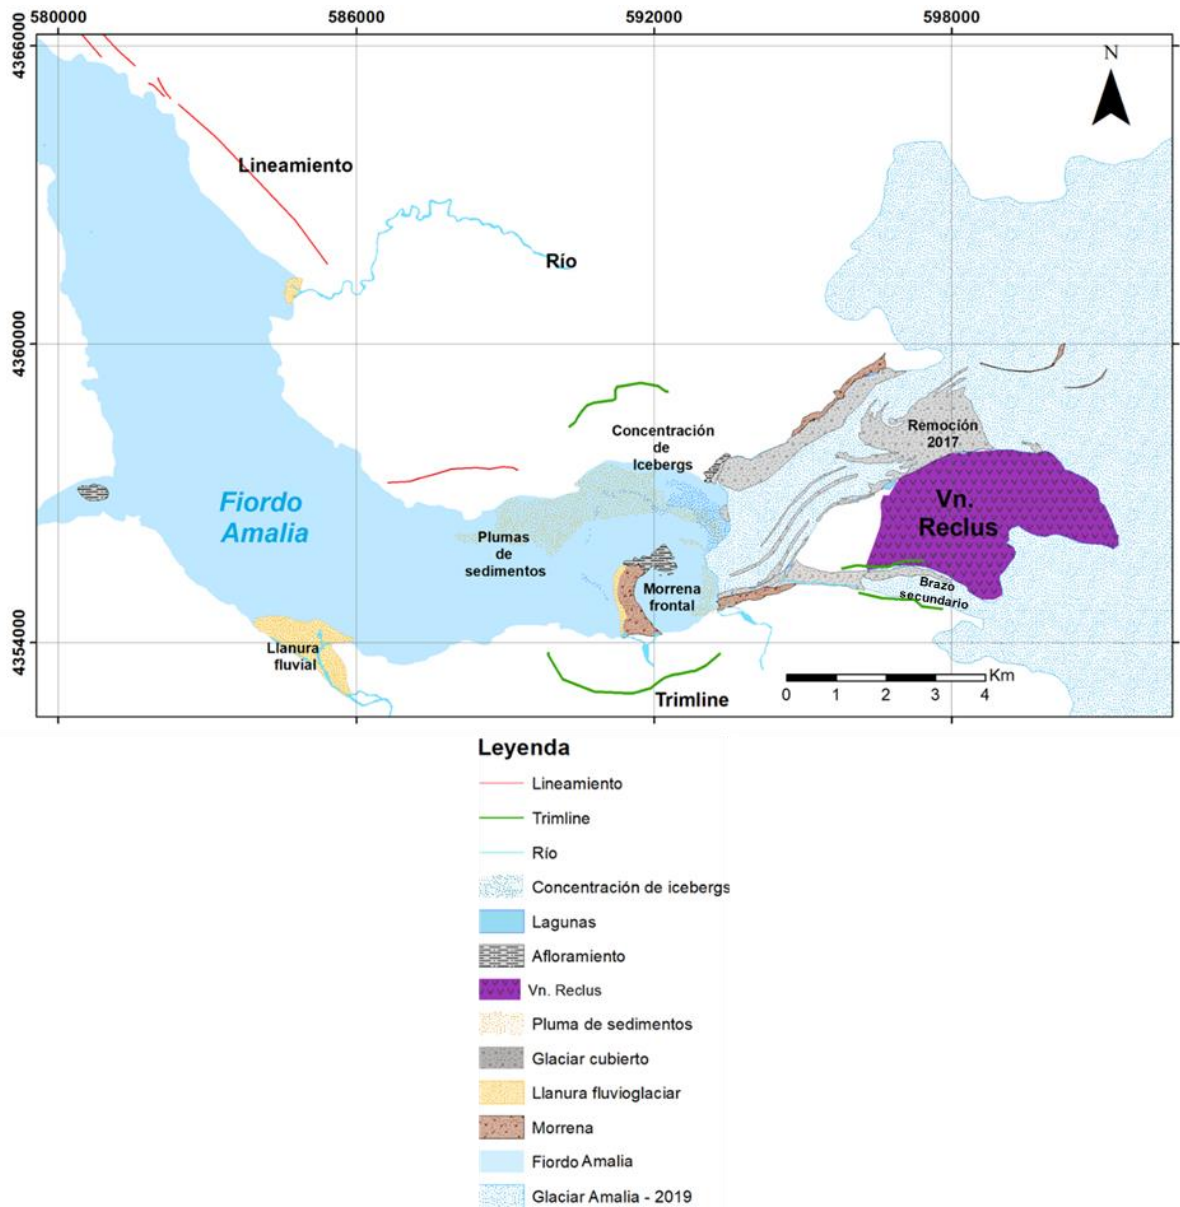 580000
586000
592000
598000
4366000
N
Lineamiento
Río
4360000
Concentración
de
Icebergs
Remoción
2017
Fiordo
Amalia
Vn.
Reclus
Plumas
de
sedimentos
Morrena
frontal
Brazo
secundario
4354000
Llanura
fluvial
Trimline
Km
0
1
2
3
4
Leyenda
Lineamiento
Trimline
Río
Concentración de icebergs
Lagunas
Afloramiento
Vn. Reclus
Pluma de sedimentos
Glaciar cubierto
Llanura fluvioglaciar
Morrena
Fiordo Amalia
Glaciar Amalia - 2019